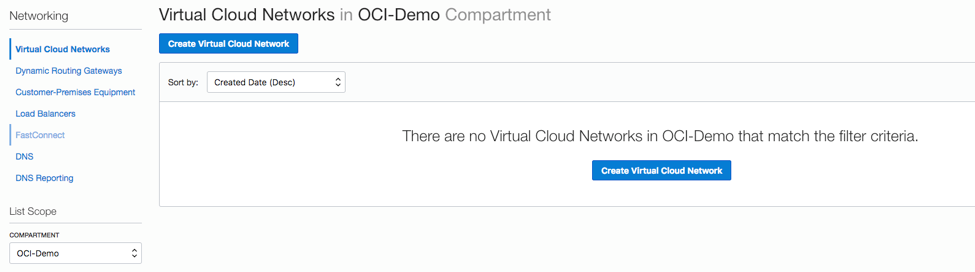 Networking
Virtual Cloud Networks
Dynamic Routing Gateways
Customer-Premises Equipment
Load Balancers
FastConnect
DNS
DNS Reporting
List Scope
COMPARTMENT
OCI-Demo
Virtual Cloud Networks in OCI-Demo Compartment
Create Virtual Cloud Network
Sort by: Created Date (Desc)
There are no Virtual Cloud Networks in OCI-Demo that match the filter criteria.
Create Virtual Cloud Network